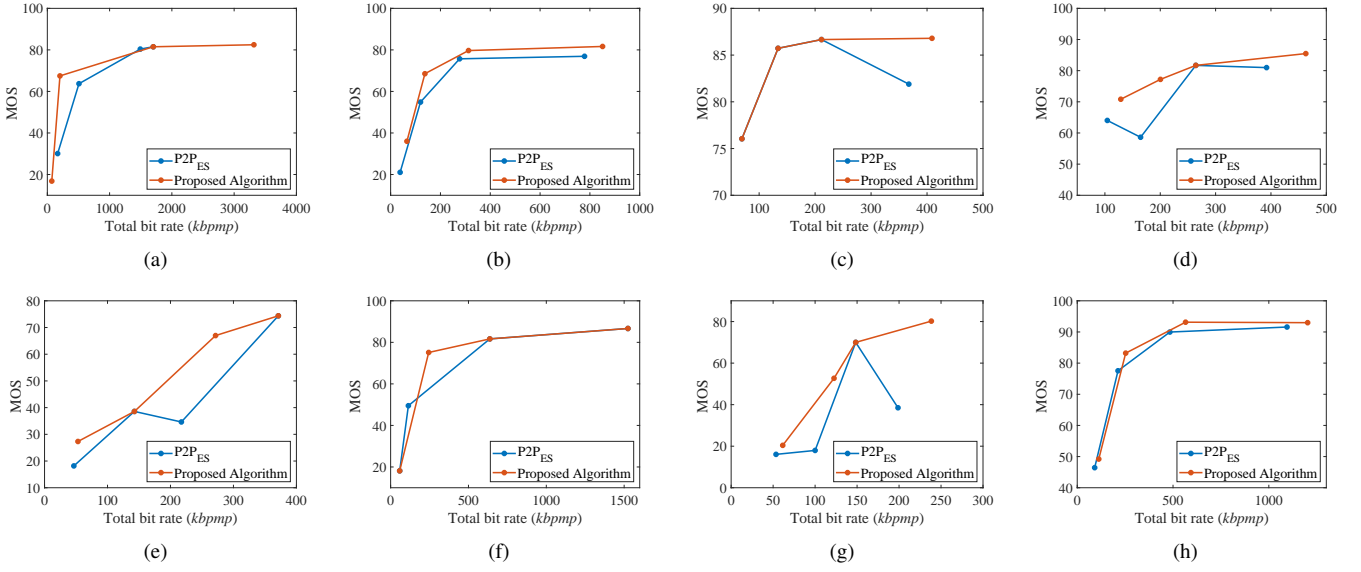 100
80
60
40
20
MOS
0 1000 2000 3000 4000
Total bit rate (kbpmp)
P2P_ES
Proposed Algorithm
(a)
100
80
60
40
20
MOS
0 200 400 600 800 1000
Total bit rate (kbpmp)
P2P_ES
Proposed Algorithm
(b)
90
85
80
75
70
MOS
100 200 300 400 500
Total bit rate (kbpmp)
P2P_ES
Proposed Algorithm
(c)
100
90
80
70
60
50
40
MOS
100 200 300 400 500
Total bit rate (kbpmp)
P2P_ES
Proposed Algorithm
(d)
80
70
60
50
40
30
20
10
MOS
0 100 200 300 400
Total bit rate (kbpmp)
P2P_ES
Proposed Algorithm
(e)
100
80
60
40
20
MOS
0 500 1000 1500
Total bit rate (kbpmp)
P2P_ES
Proposed Algorithm
(f)
80
60
40
20
0
MOS
0 50 100 150 200 250 300
Total bit rate (kbpmp)
P2P_ES
Proposed Algorithm
(g)
100
90
80
70
60
50
40
MOS
0 500 1000
Total bit rate (kbpmp)
P2P_ES
Proposed Algorithm
(h)